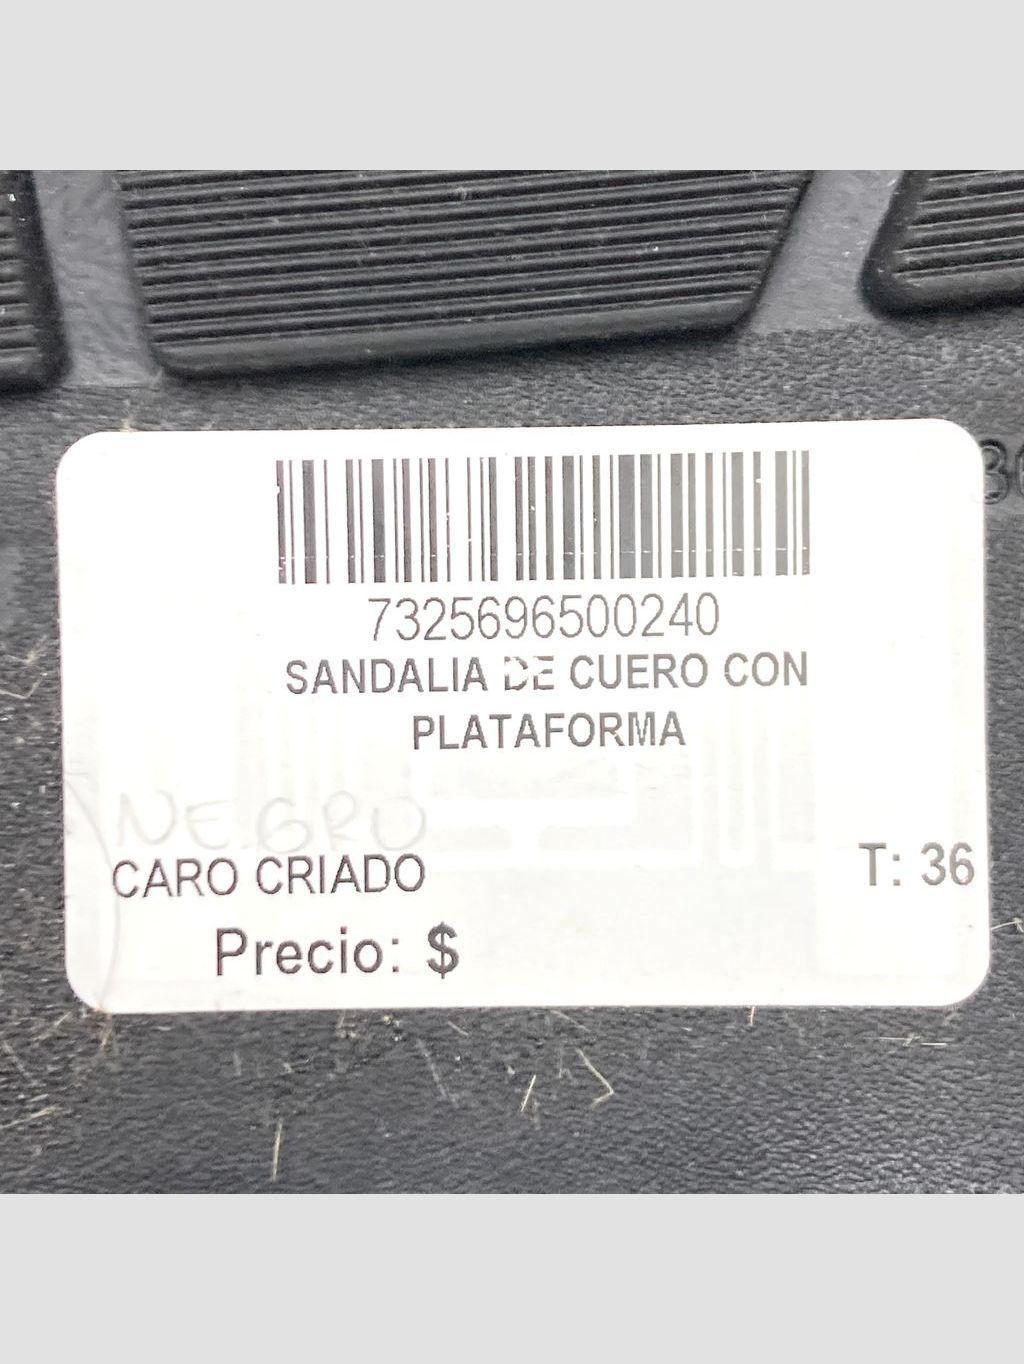 7325696500240
SANDALIA DE CUERO CON
PLATAFORMA
NEGRO
CARO CRIADO
T: 36
Precio: $